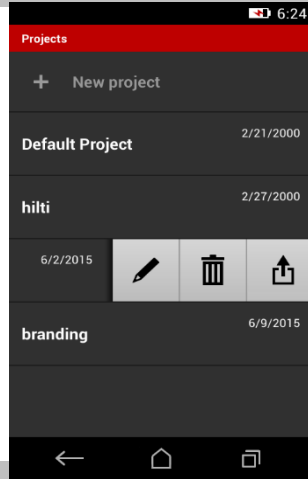 6:24
Projects
+ New project
2/21/2000
Default Project
2/27/2000
hilti
6/2/2015
6/9/2015
branding